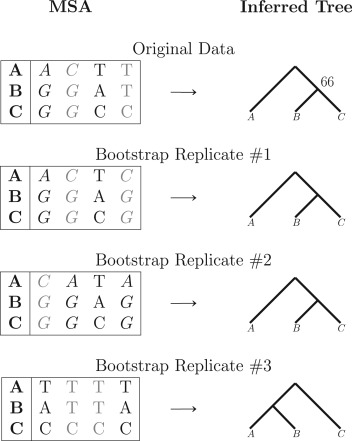 MSA Inferred Tree
Original Data
A A C T T
B G G A T
C G G C C
66
A B C
Bootstrap Replicate #1
A A C T C
B G G A G
C G G C G
A B C
Bootstrap Replicate #2
A C A T A
B G G A G
C G G C G
A B C
Bootstrap Replicate #3
A T T T T
B A T T A
C C C C C
A B C